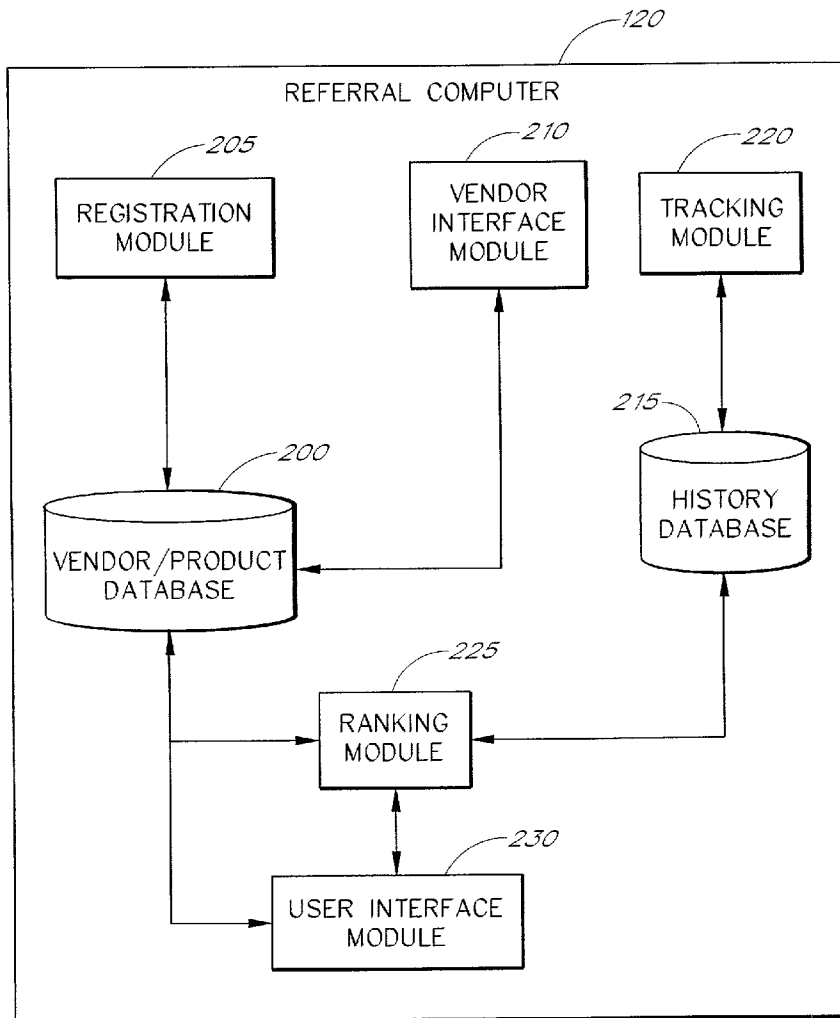 120
REFERRAL COMPUTER
205
REGISTRATION
MODULE
210
VENDOR
INTERFACE
MODULE
220
TRACKING
MODULE
200
VENDOR/PRODUCT
DATABASE
215
HISTORY
DATABASE
225
RANKING
MODULE
230
USER INTERFACE
MODULE